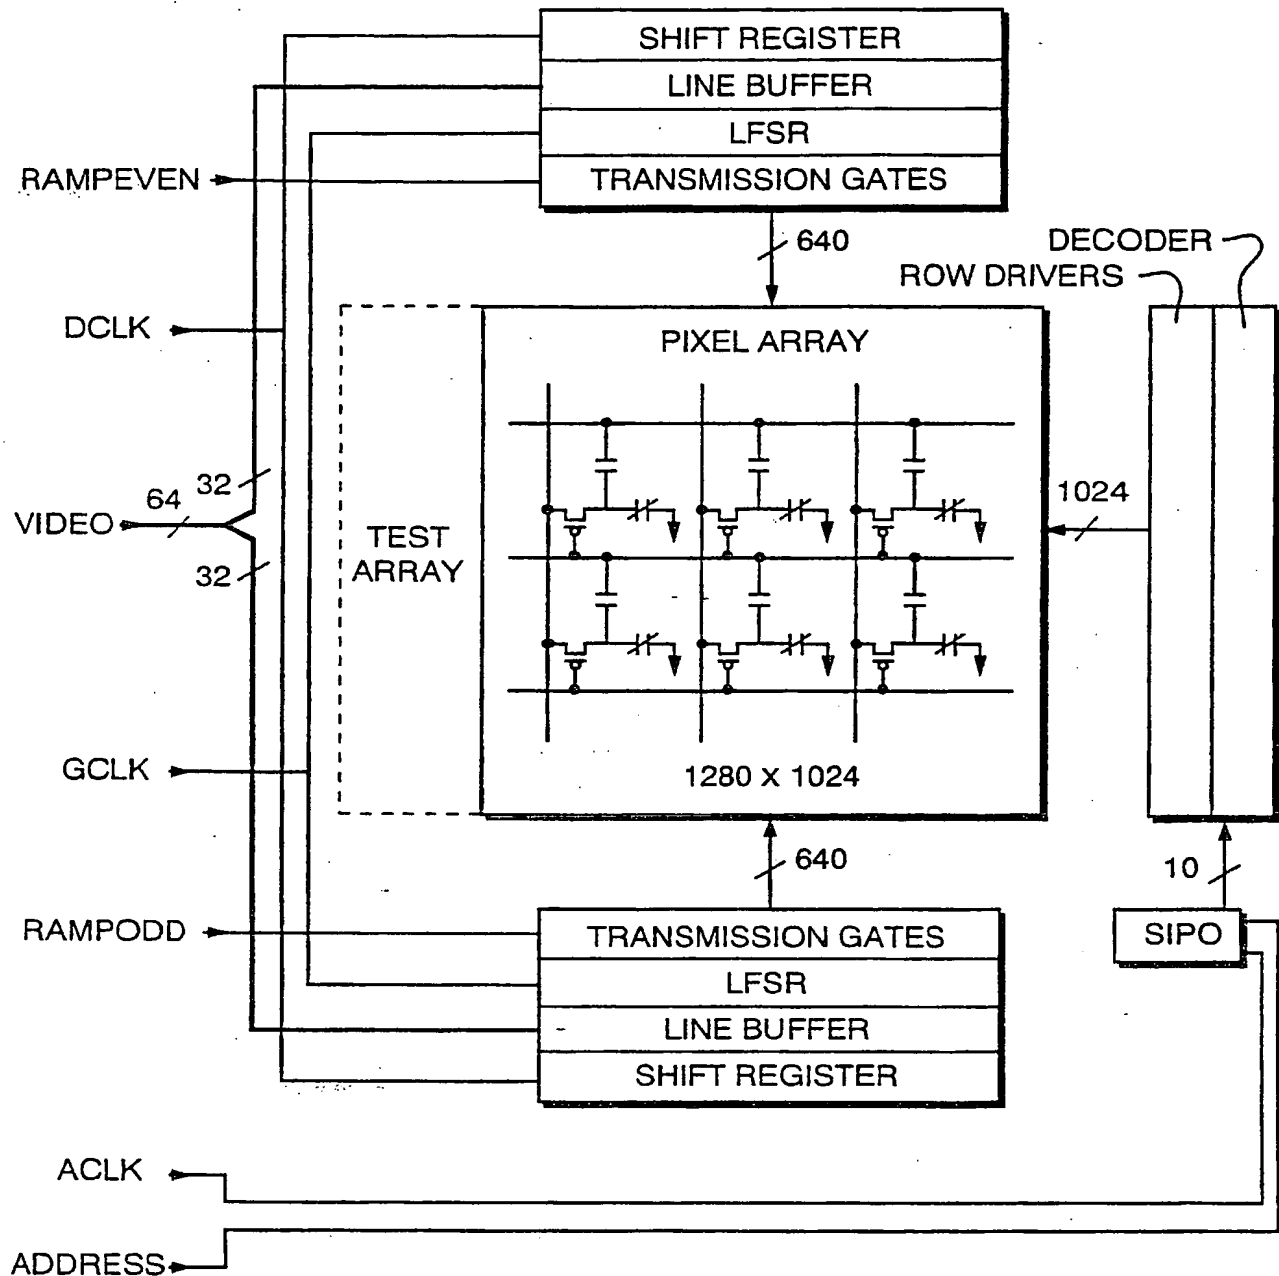 SHIFT REGISTER
LINE BUFFER
LFSR
RAMPEVEN
TRANSMISSION GATES
640
DECODER
ROW DRIVERS
DCLK
PIXEL ARRAY
32
64
1024
VIDEO
TEST
ARRAY
32
GCLK
1280 x 1024
640
10
RAMPODD
TRANSMISSION GATES
SIPO
LFSR
LINE BUFFER
SHIFT REGISTER
ACLK
ADDRESS